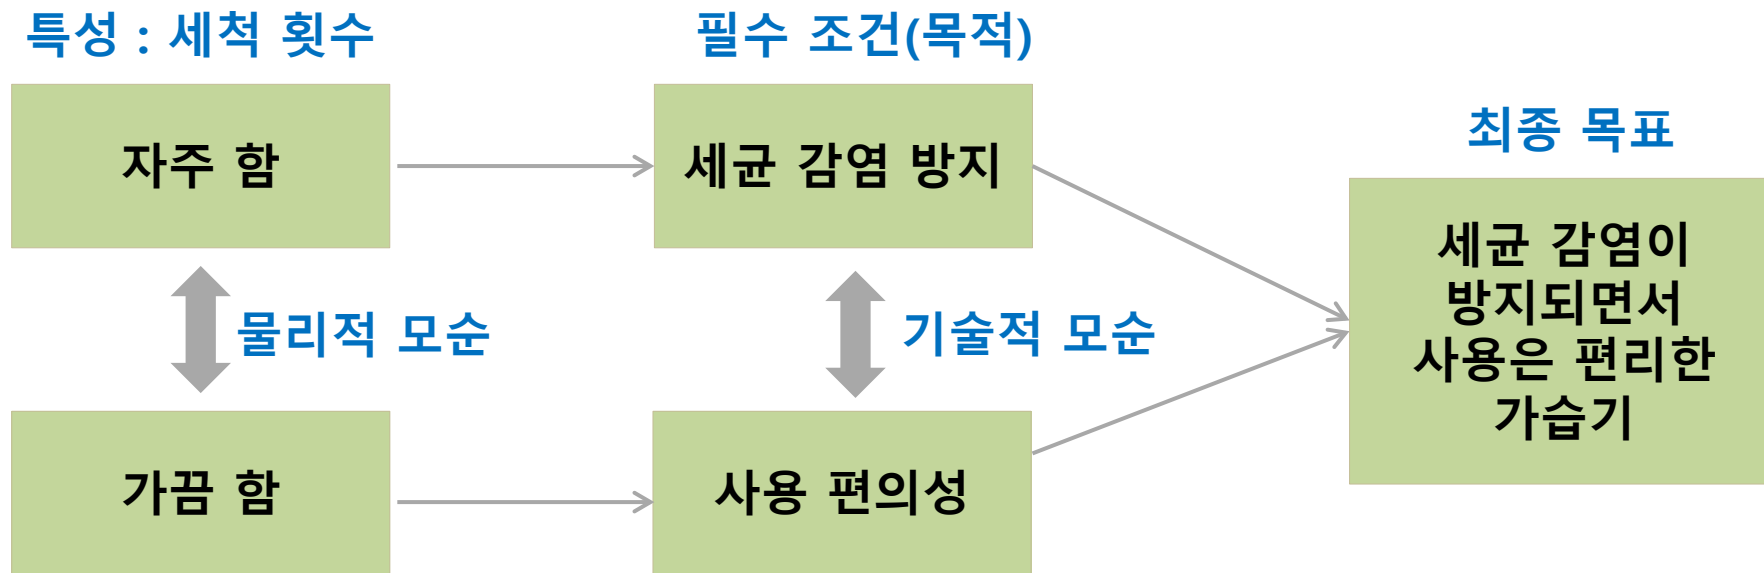 특성 : 세척 횟수
필수 조건(목적)
최종 목표
자주 함
세균 감염 방지
세균 감염이
방지되면서
사용은 편리한
가습기
물리적 모순
기술적 모순
가끔 함
사용 편의성